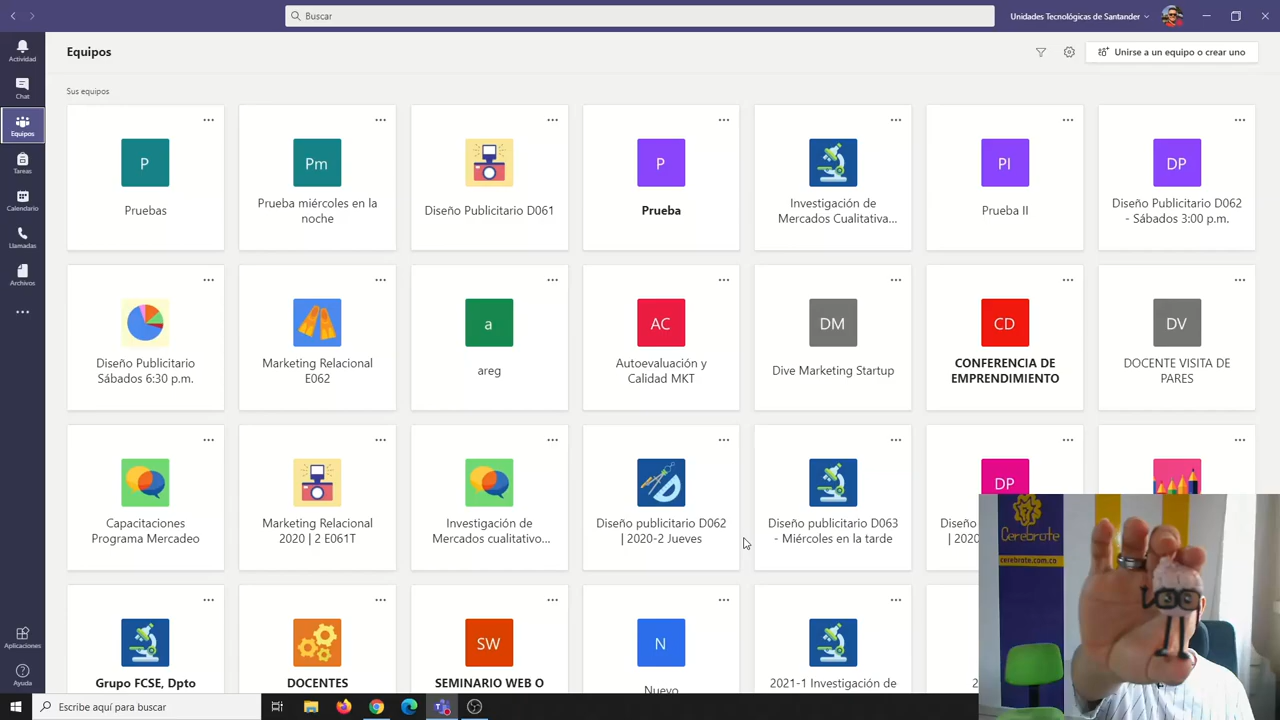 Buscar
Unidades Tecnológicas de Santander
Actividad
Chat
Equipos
Tareas
Calendario
Llamadas
Archivos
Aplicaciones
Ayuda
Equipos
Unirse a un equipo o crear uno
Sus equipos
P
Pruebas
Pm
Prueba miércoles en la
noche
Diseño Publicitario D061
P
Prueba
Investigación de
Mercados Cualitativa...
PI
Prueba II
DP
Diseño Publicitario D062
- Sábados 3:00 p.m.
Diseño Publicitario
Sábados 6:30 p.m.
Marketing Relacional
E062
a
areg
AC
Autoevaluación y
Calidad MKT
DM
Dive Marketing Startup
CD
CONFERENCIA DE
EMPRENDIMIENTO
DV
DOCENTE VISITA DE
PARES
Capacitaciones
Programa Mercadeo
Marketing Relacional
2020 | 2 E061T
Investigación de
Mercados cualitativo...
Diseño publicitario D062
| 2020-2 Jueves
Diseño publicitario D063
- Miércoles en la tarde
DP
Grupo FCSE, Dpto
DOCENTES
SW
SEMINARIO WEB O
N
Nuevo
2021-1 Investigación de
Cerebrote
cerebrote.com.co
Escribe aquí para buscar